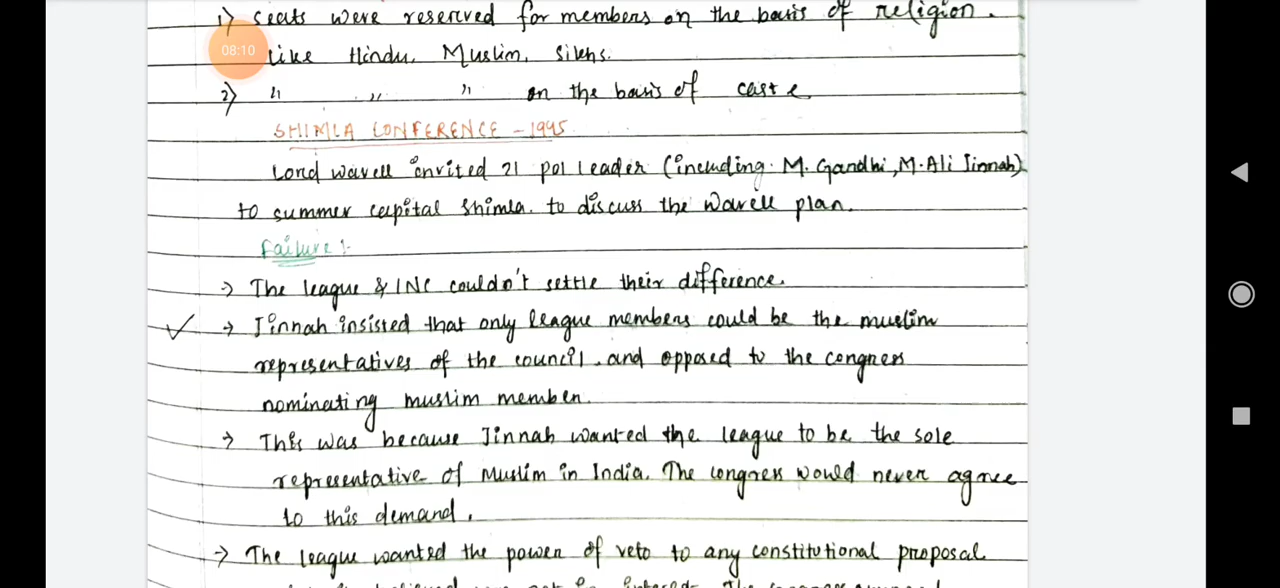 1) Seats were reserved for members on the basis of religion.
08:10
like Hindu, Muslim, Sikhs.
2) " " " on the basis of caste
SHIMLA CONFERENCE - 1945
Lord wavell invited 21 pol leader (including M. Gandhi, M. Ali Jinnah)
to summer capital Shimla. to discuss the Wavell plan.
Failure :-
→ The league & INC couldn't settle their difference.
✓ → Jinnah insisted that only league members could be the muslim
representatives of the council. and opposed to the congress
nominating muslim member.
→ This was because Jinnah wanted the league to be the sole
representative of Muslim in India. The congress would never agree
to this demand.
→ The league wanted the power of veto to any constitutional proposal